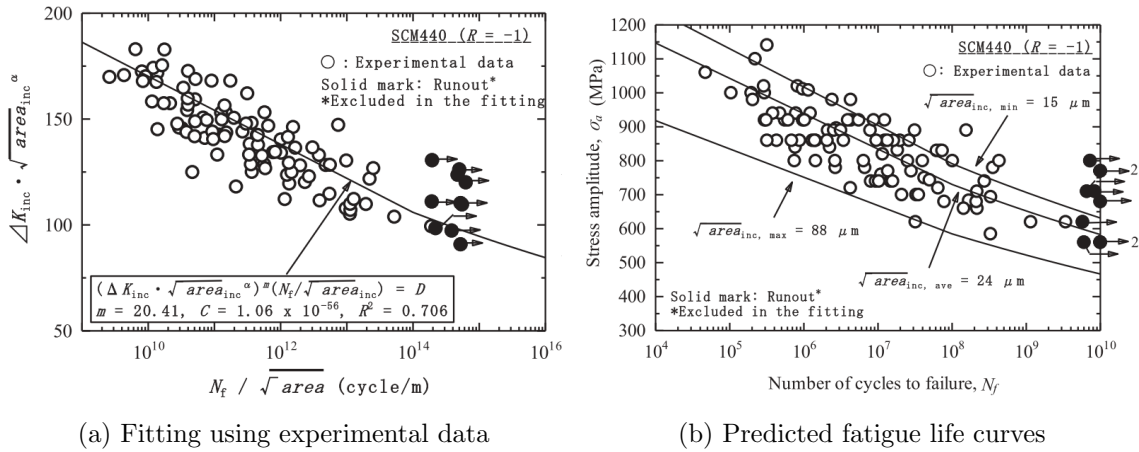 200
150
100
50
ΔK_inc · √area_inc^α
SCM440 (R = -1)
○: Experimental data
Solid mark: Runout*
*Excluded in the fitting
(Δ K_inc · √area_inc^α)^m (N_f/√area_inc) = D
m = 20.41, C = 1.06 x 10^-56, R^2 = 0.706
10^10 10^12 10^14 10^16
N_f / √area (cycle/m)
(a) Fitting using experimental data
1200
1100
1000
900
800
700
600
500
400
300
Stress amplitude, σ_a (MPa)
SCM440 (R = -1)
○: Experimental data
√area_inc, min = 15 μm
2
√area_inc, max = 88 μm
2
√area_inc, ave = 24 μm
Solid mark: Runout*
*Excluded in the fitting
10^4 10^5 10^6 10^7 10^8 10^9 10^10
Number of cycles to failure, N_f
(b) Predicted fatigue life curves